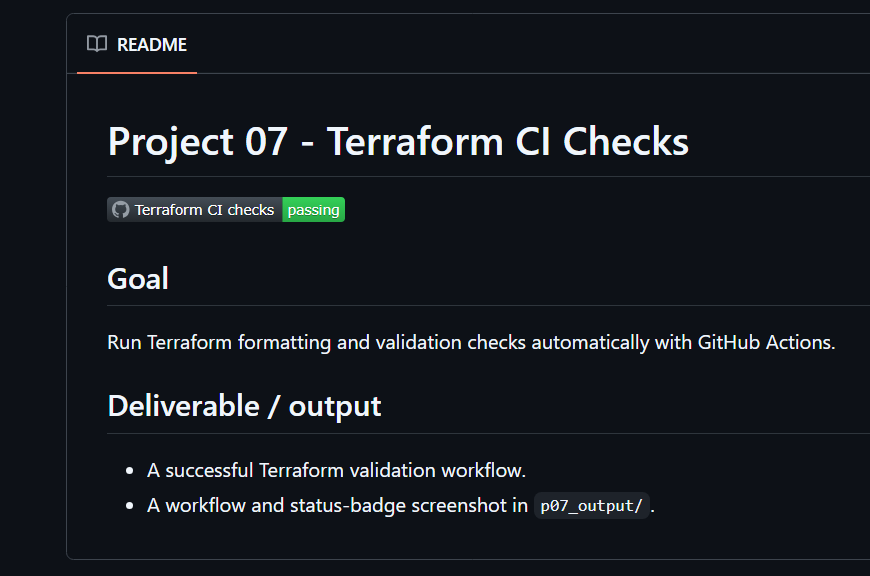 README
Project 07 - Terraform CI Checks
Terraform CI checks passing
Goal
Run Terraform formatting and validation checks automatically with GitHub Actions.
Deliverable / output
• A successful Terraform validation workflow.
• A workflow and status-badge screenshot in p07_output/.